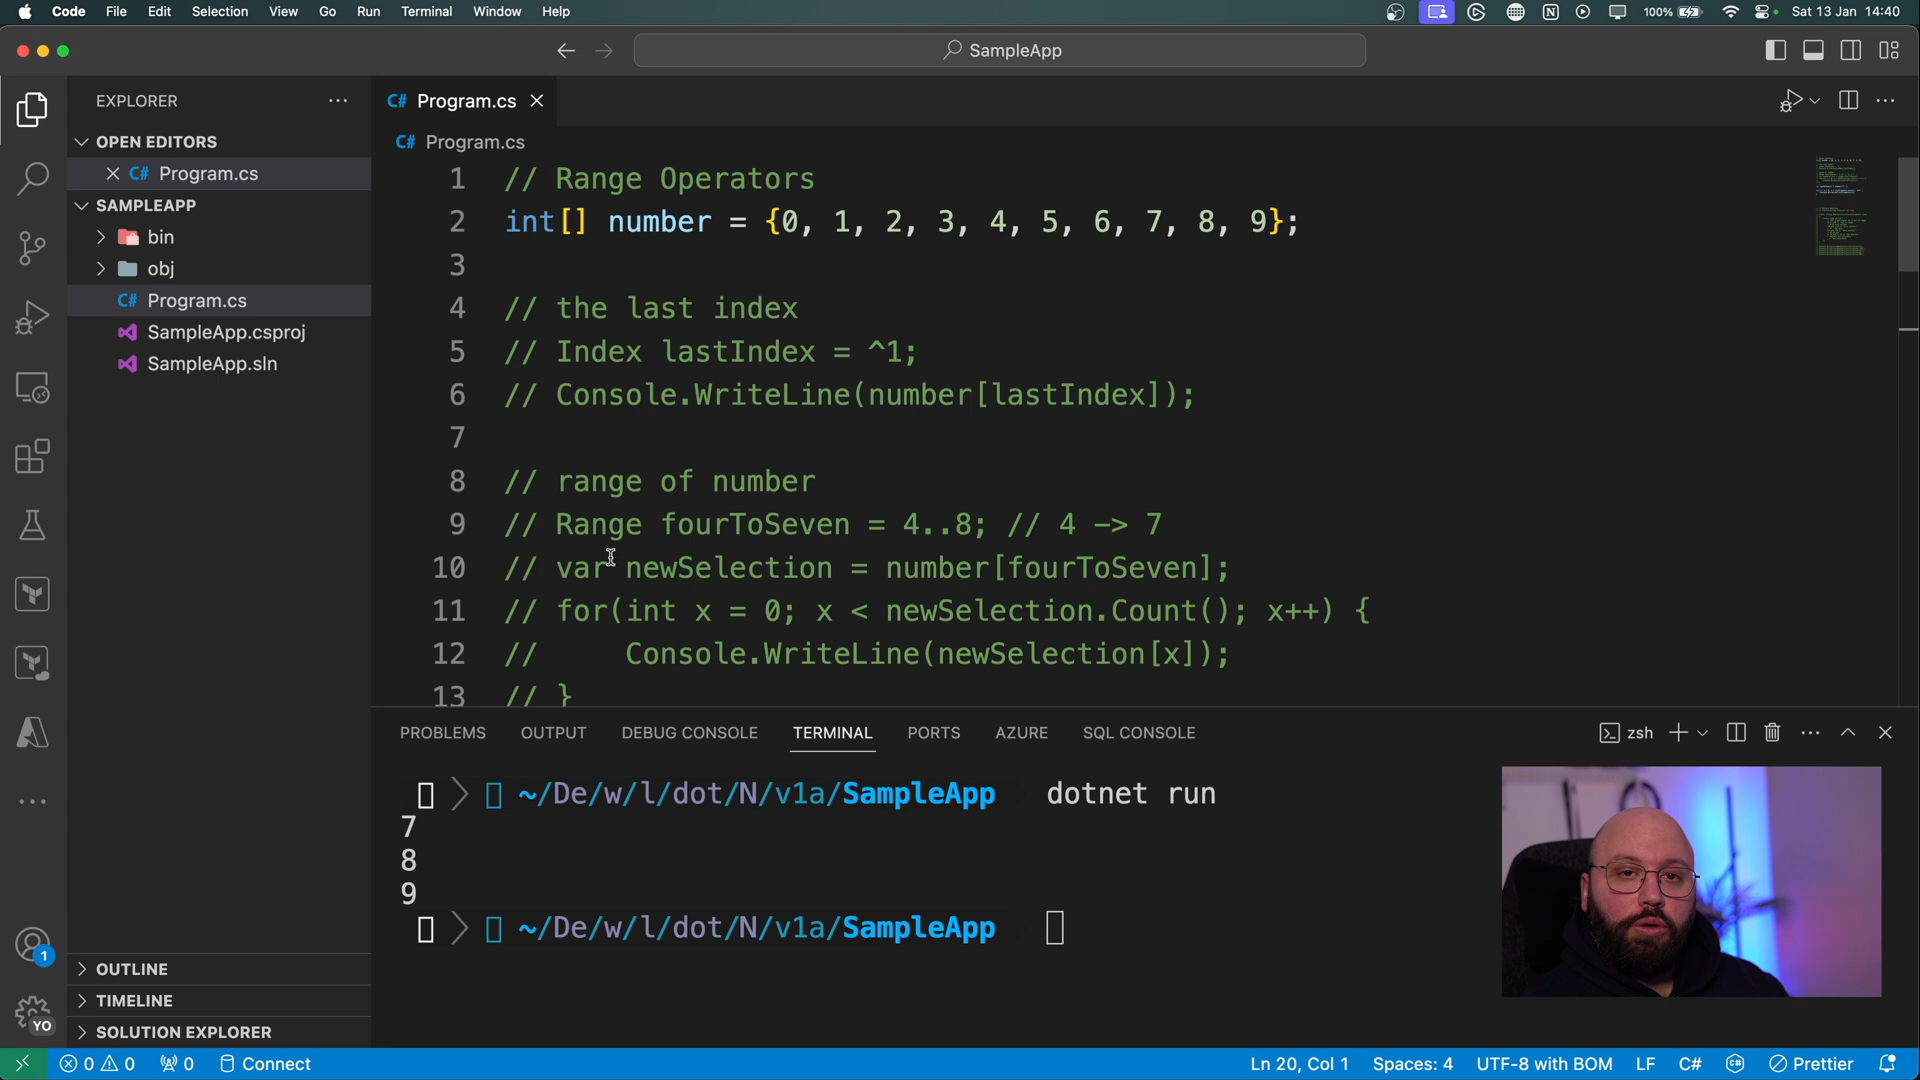 Code File Edit Selection View Go Run Terminal Window Help
100% Sat 13 Jan 14:40
SampleApp
EXPLORER
OPEN EDITORS
Program.cs
SAMPLEAPP
bin
obj
C# Program.cs
SampleApp.csproj
SampleApp.sln
OUTLINE
TIMELINE
SOLUTION EXPLORER
1
YO
C# Program.cs
C# Program.cs
1 // Range Operators
2 int[] number = {0, 1, 2, 3, 4, 5, 6, 7, 8, 9};
3
4 // the last index
5 // Index lastIndex = ^1;
6 // Console.WriteLine(number[lastIndex]);
7
8 // range of number
9 // Range fourToSeven = 4..8; // 4 -> 7
10 // var newSelection = number[fourToSeven];
11 // for(int x = 0; x < newSelection.Count(); x++) {
12 //     Console.WriteLine(newSelection[x]);
13 // }
PROBLEMS OUTPUT DEBUG CONSOLE TERMINAL PORTS AZURE SQL CONSOLE
zsh
~/De/w/l/dot/N/v1a/SampleApp dotnet run
7
8
9
~/De/w/l/dot/N/v1a/SampleApp
0 0 0 Connect
Ln 20, Col 1 Spaces: 4 UTF-8 with BOM LF C# Prettier